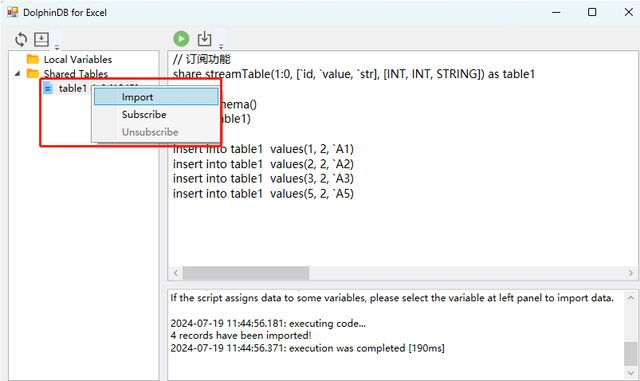 DolphinDB for Excel
Local Variables
Shared Tables
table1
Import
Subscribe
Unsubscribe
// 订阅功能
share streamTable(1:0, [`id, `value, `str], [INT, INT, STRING]) as table1
insert into table1  values(1, 2, `A1)
insert into table1  values(2, 2, `A2)
insert into table1  values(3, 2, `A3)
insert into table1  values(5, 2, `A5)
If the script assigns data to some variables, please select the variable at left panel to import data.
2024-07-19 11:44:56.181: executing code...
4 records have been imported!
2024-07-19 11:44:56.371: execution was completed [190ms]